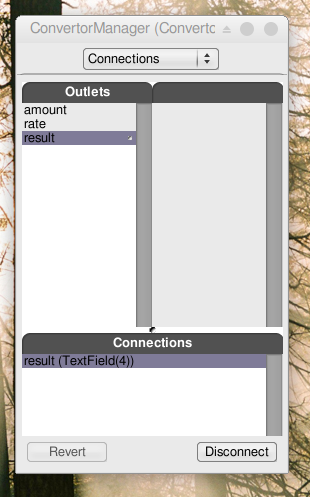 ConvertorManager (Converto
Connections
Outlets
amount
rate
result
Connections
result (TextField(4))
Revert
Disconnect